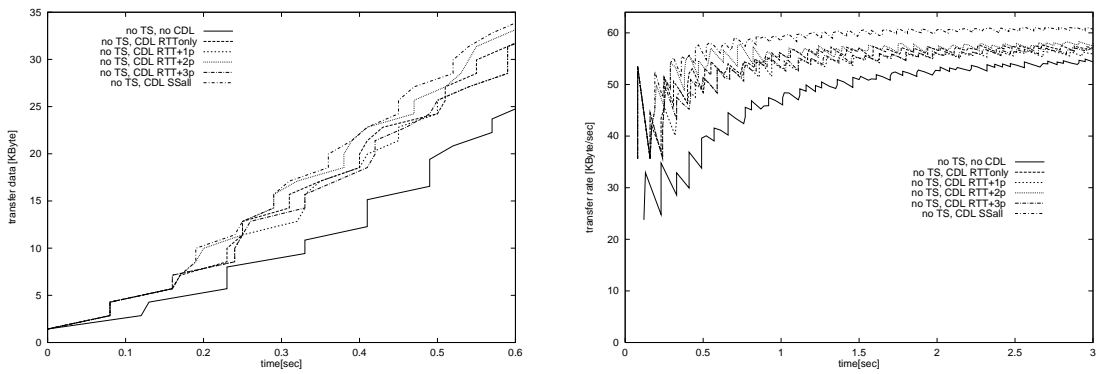 35
30
25
20
15
10
5
0
transfer data [KByte]
no TS, no CDL
no TS, CDL RTTonly
no TS, CDL RTT+1p
no TS, CDL RTT+2p
no TS, CDL RTT+3p
no TS, CDL SSall
0 0.1 0.2 0.3 0.4 0.5 0.6
time[sec]
60
50
40
30
20
10
0
transfer rate [KByte/sec]
no TS, no CDL
no TS, CDL RTTonly
no TS, CDL RTT+1p
no TS, CDL RTT+2p
no TS, CDL RTT+3p
no TS, CDL SSall
0 0.5 1 1.5 2 2.5 3
time[sec]